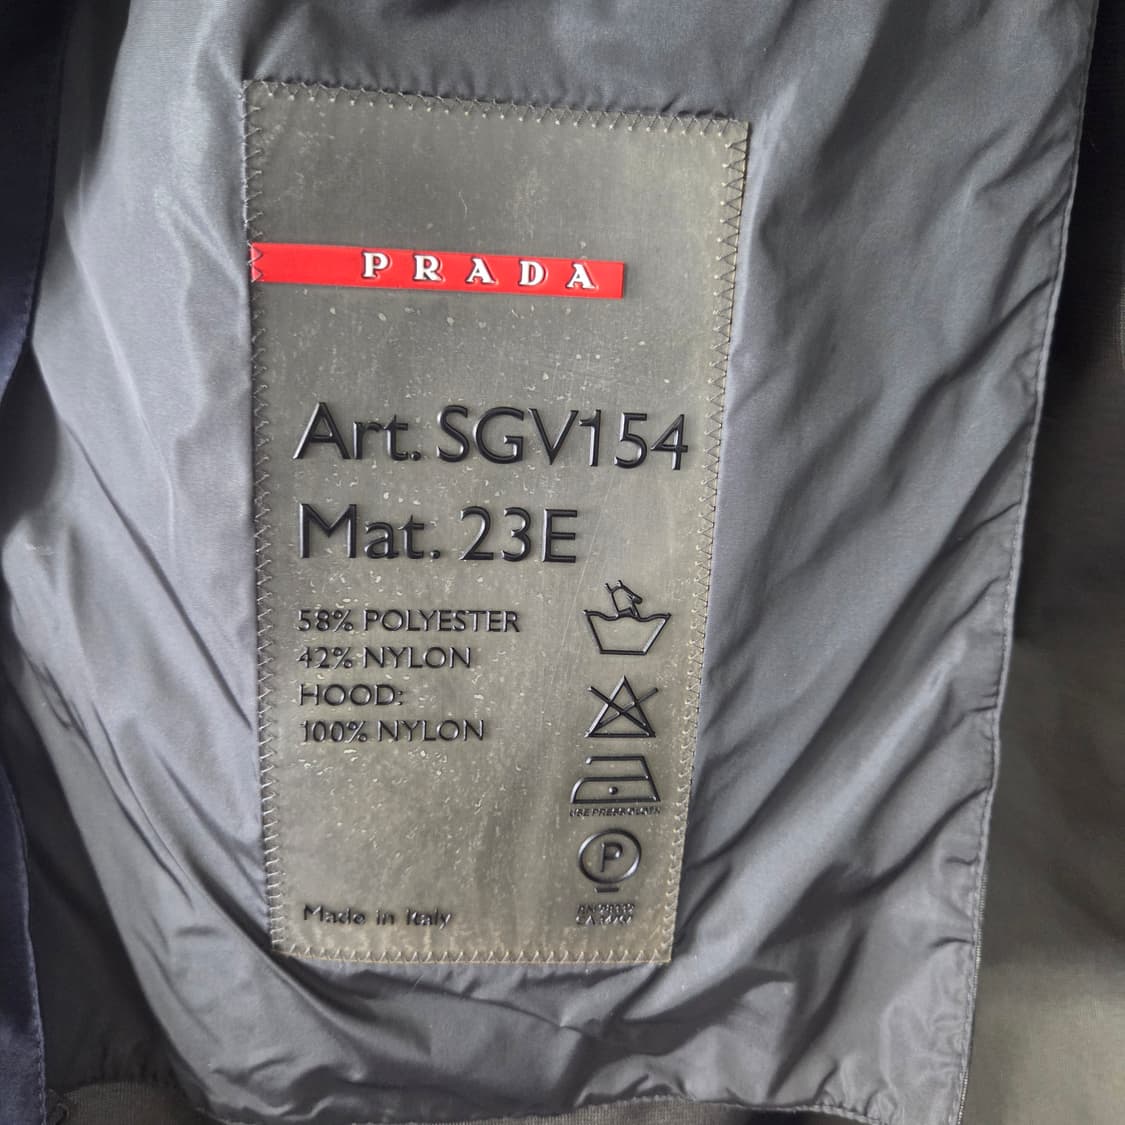 PRADA
Art. SGV154
Mat. 23E
58% POLYESTER
42% NYLON
HOOD:
100% NYLON
P
Made in Italy